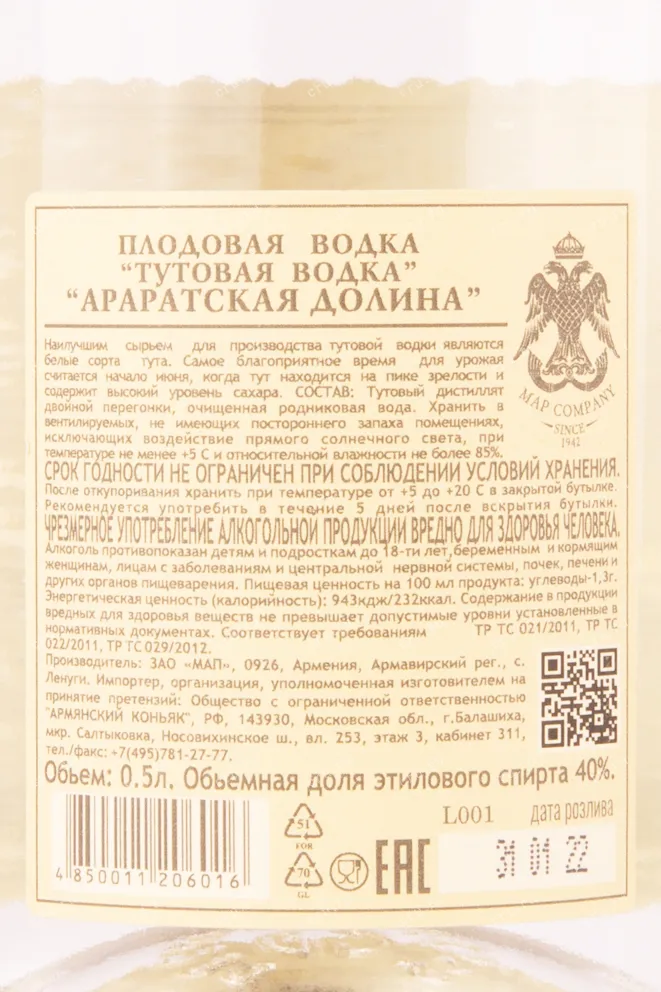 ПЛОДОВАЯ ВОДКА
"ТУТОВАЯ ВОДКА"
"АРАРАТСКАЯ ДОЛИНА"
MAP COMPANY
SINCE
1942
Наилучшим сырьем для производства тутовой водки являются
белые сорта тута. Самое благоприятное время для урожая
считается начало июня, когда тут находится на пике зрелости и
содержит высокий уровень сахара. СОСТАВ: Тутовый дистиллят
двойной перегонки, очищенная родниковая вода. Хранить в
вентилируемых, не имеющих постороннего запаха помещениях,
исключающих воздействие прямого солнечного света, при
температуре не менее +5 С и относительной влажности не более 85%.
СРОК ГОДНОСТИ НЕ ОГРАНИЧЕН ПРИ СОБЛЮДЕНИИ УСЛОВИЙ ХРАНЕНИЯ.
После откупоривания хранить при температуре от +5 до +20 С в закрытой бутылке.
Рекомендуется употребить в течение 5 дней после вскрытия бутылки.
ЧРЕЗМЕРНОЕ УПОТРЕБЛЕНИЕ АЛКОГОЛЬНОЙ ПРОДУКЦИИ ВРЕДНО ДЛЯ ЗДОРОВЬЯ ЧЕЛОВЕКА.
Алкоголь противопоказан детям и подросткам до 18-ти лет,беременным и кормящим
женщинам, лицам с заболеваниями и центральной нервной системы, почек, печени и
других органов пищеварения. Пищевая ценность на 100 мл продукта: углеводы-1,3г.
Энергетическая ценность (калорийность): 943кдж/232ккал. Содержание в продукции
вредных для здоровья веществ не превышает допустимые уровни установленные в
нормативных документах. Соответствует требованиям ТР ТС 021/2011, ТР ТС
022/2011, ТР ТС 029/2012.
Производитель: ЗАО «МАП», 0926, Армения, Армавирский рег., с.
Ленуги. Импортер, организация, уполномоченная изготовителем на
принятие претензий: Общество с ограниченной ответственностью
"АРМЯНСКИЙ КОНЬЯК", РФ, 143930, Московская обл., г.Балашиха,
мкр. Салтыковка, Носовихинское ш., вл. 253, этаж 3, кабинет 311,
тел./факс: +7(495)781-27-77.
Обьем: 0.5л. Обьемная доля этилового спирта 40%.
4 850011 206016
51
FOR
70
GL
EAC
L001 дата розлива
31 01 22